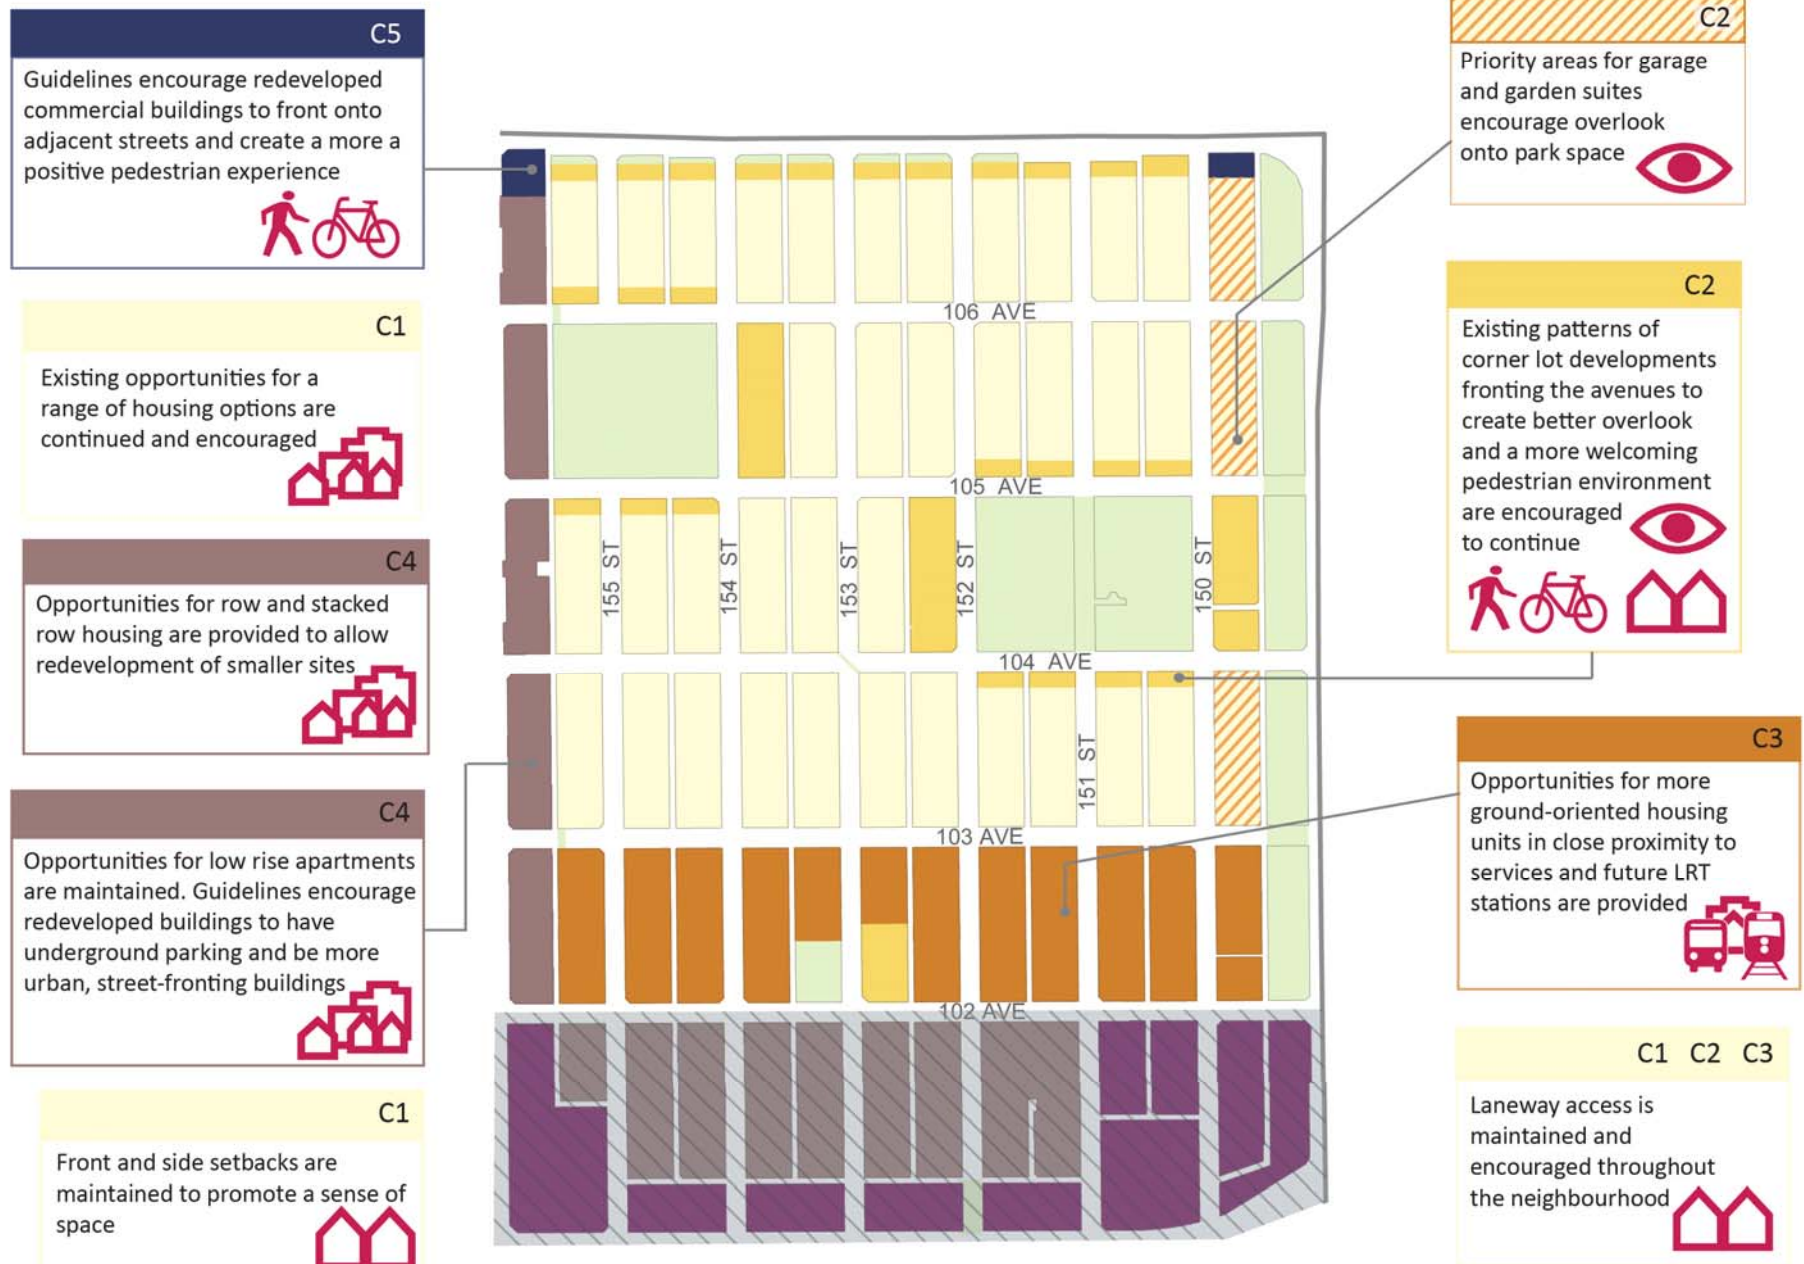 C5
Guidelines encourage redeveloped
commercial buildings to front onto
adjacent streets and create a more a
positive pedestrian experience
C1
Existing opportunities for a
range of housing options are
continued and encouraged
C4
Opportunities for row and stacked
row housing are provided to allow
redevelopment of smaller sites
C4
Opportunities for low rise apartments
are maintained. Guidelines encourage
redeveloped buildings to have
underground parking and be more
urban, street-fronting buildings
C1
Front and side setbacks are
maintained to promote a sense of
space
106 AVE
105 AVE
155 ST
154 ST
153 ST
152 ST
150 ST
104 AVE
151 ST
103 AVE
102 AVE
C2
Priority areas for garage
and garden suites
encourage overlook
onto park space
C2
Existing patterns of
corner lot developments
fronting the avenues to
create better overlook
and a more welcoming
pedestrian environment
are encouraged
to continue
C3
Opportunities for more
ground-oriented housing
units in close proximity to
services and future LRT
stations are provided
C1 C2 C3
Laneway access is
maintained and
encouraged throughout
the neighbourhood